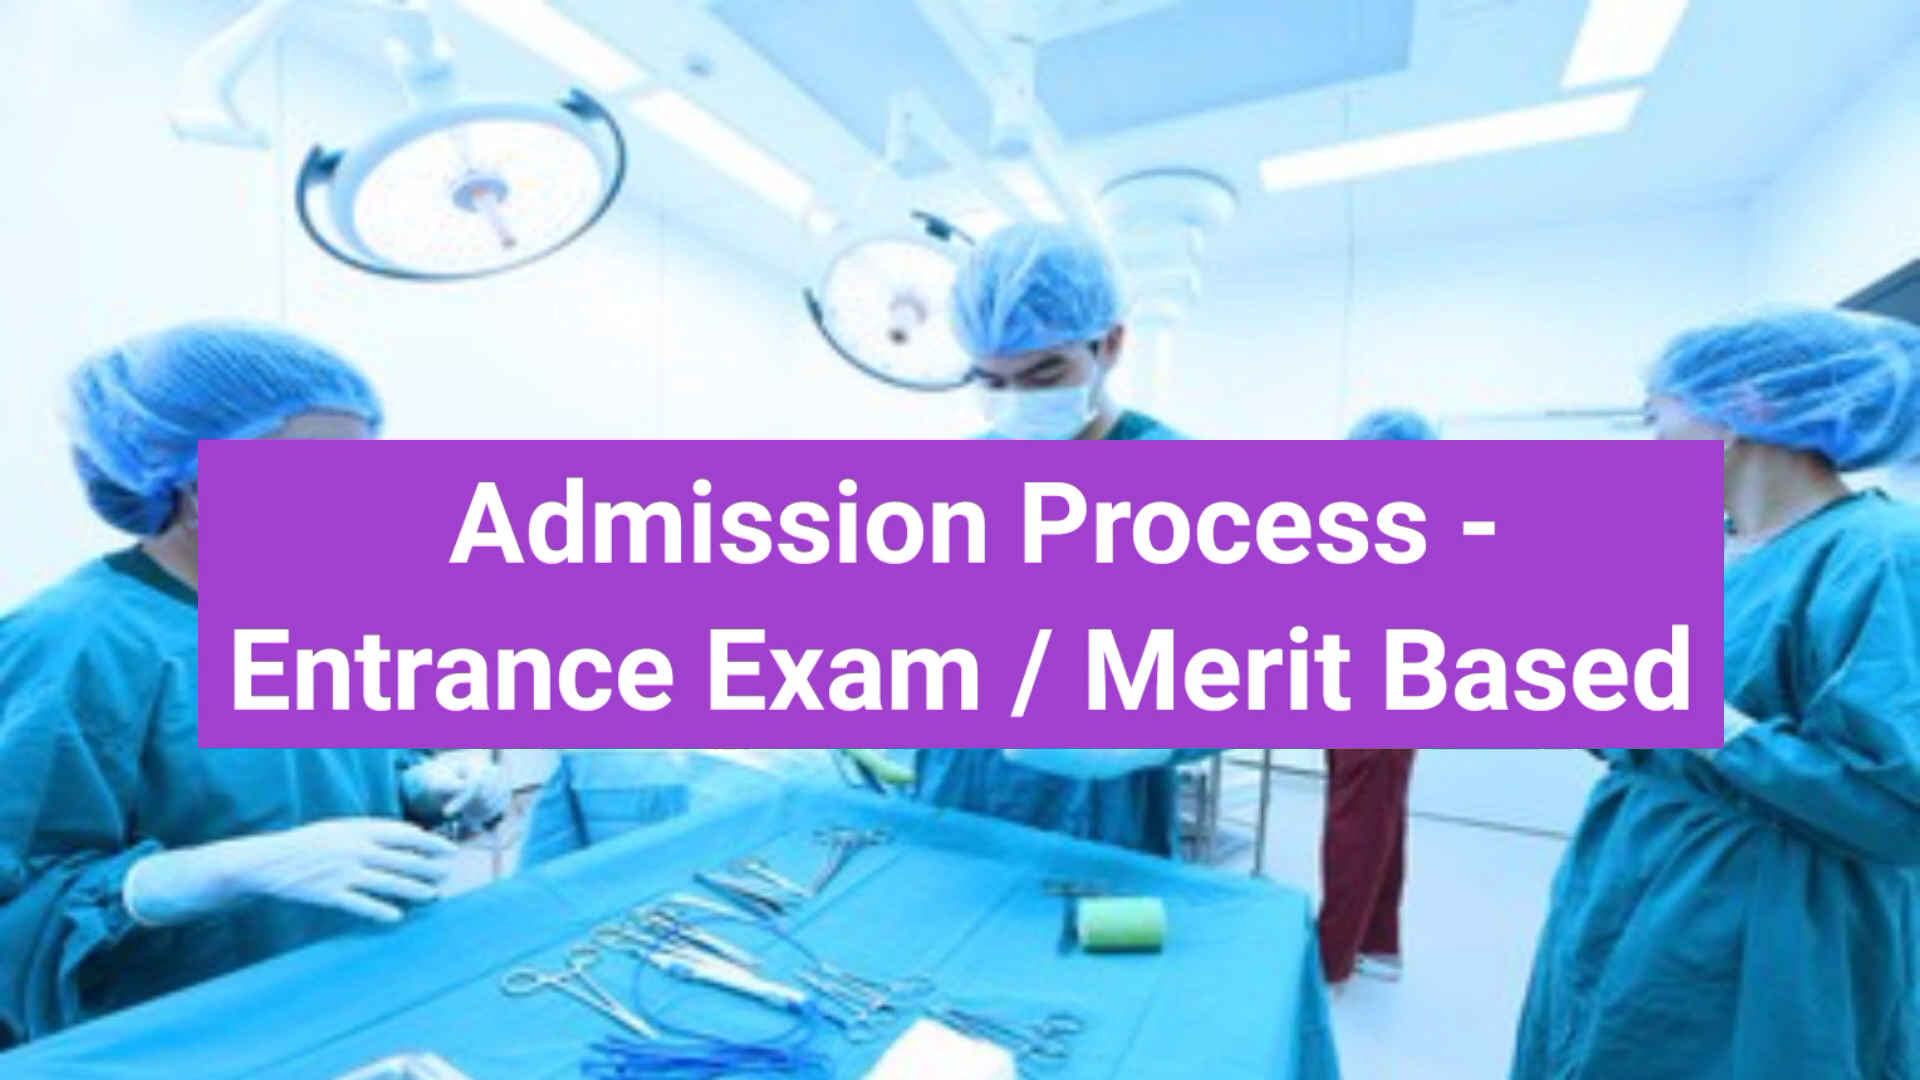 Admission Process -
Entrance Exam / Merit Based